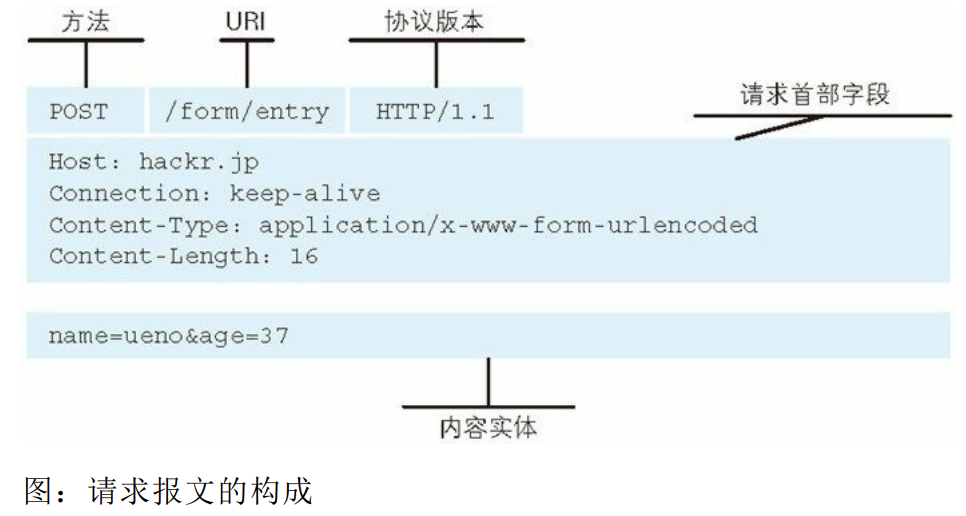 方法 URI 协议版本
请求首部字段
POST /form/entry HTTP/1.1
Host: hackr.jp
Connection: keep-alive
Content-Type: application/x-www-form-urlencoded
Content-Length: 16
name=ueno&age=37
内容实体
图：请求报文的构成